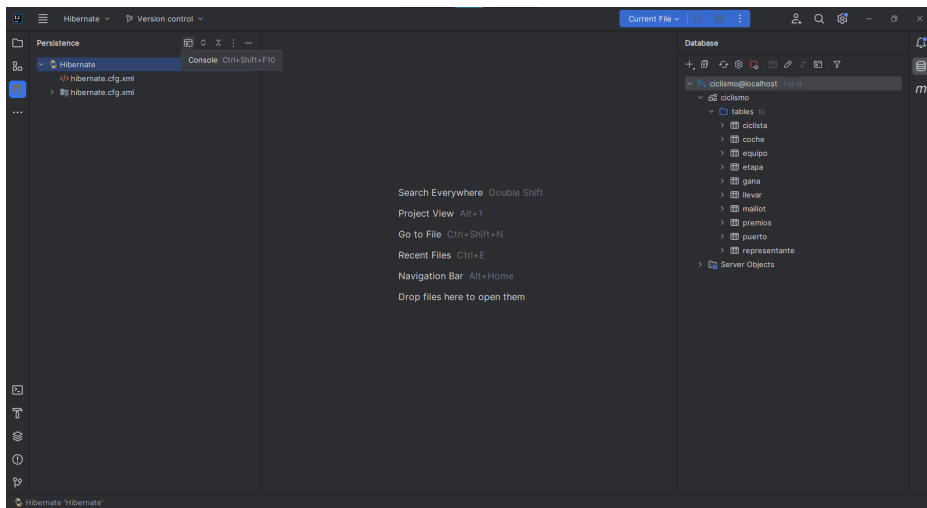 Hibernate
Version control
Current File
Persistence
Console Ctrl+Shift+F10
Hibernate
hibernate.cfg.xml
hibernate.cfg.xml
Search Everywhere Double Shift
Project View Alt+1
Go to File Ctrl+Shift+N
Recent Files Ctrl+E
Navigation Bar Alt+Home
Drop files here to open them
Database
ciclismo@localhost 1 of 11
ciclismo
tables 10
ciclista
coche
equipo
etapa
gana
llevar
maillot
premios
puerto
representante
Server Objects
m
Hibernate 'Hibernate'